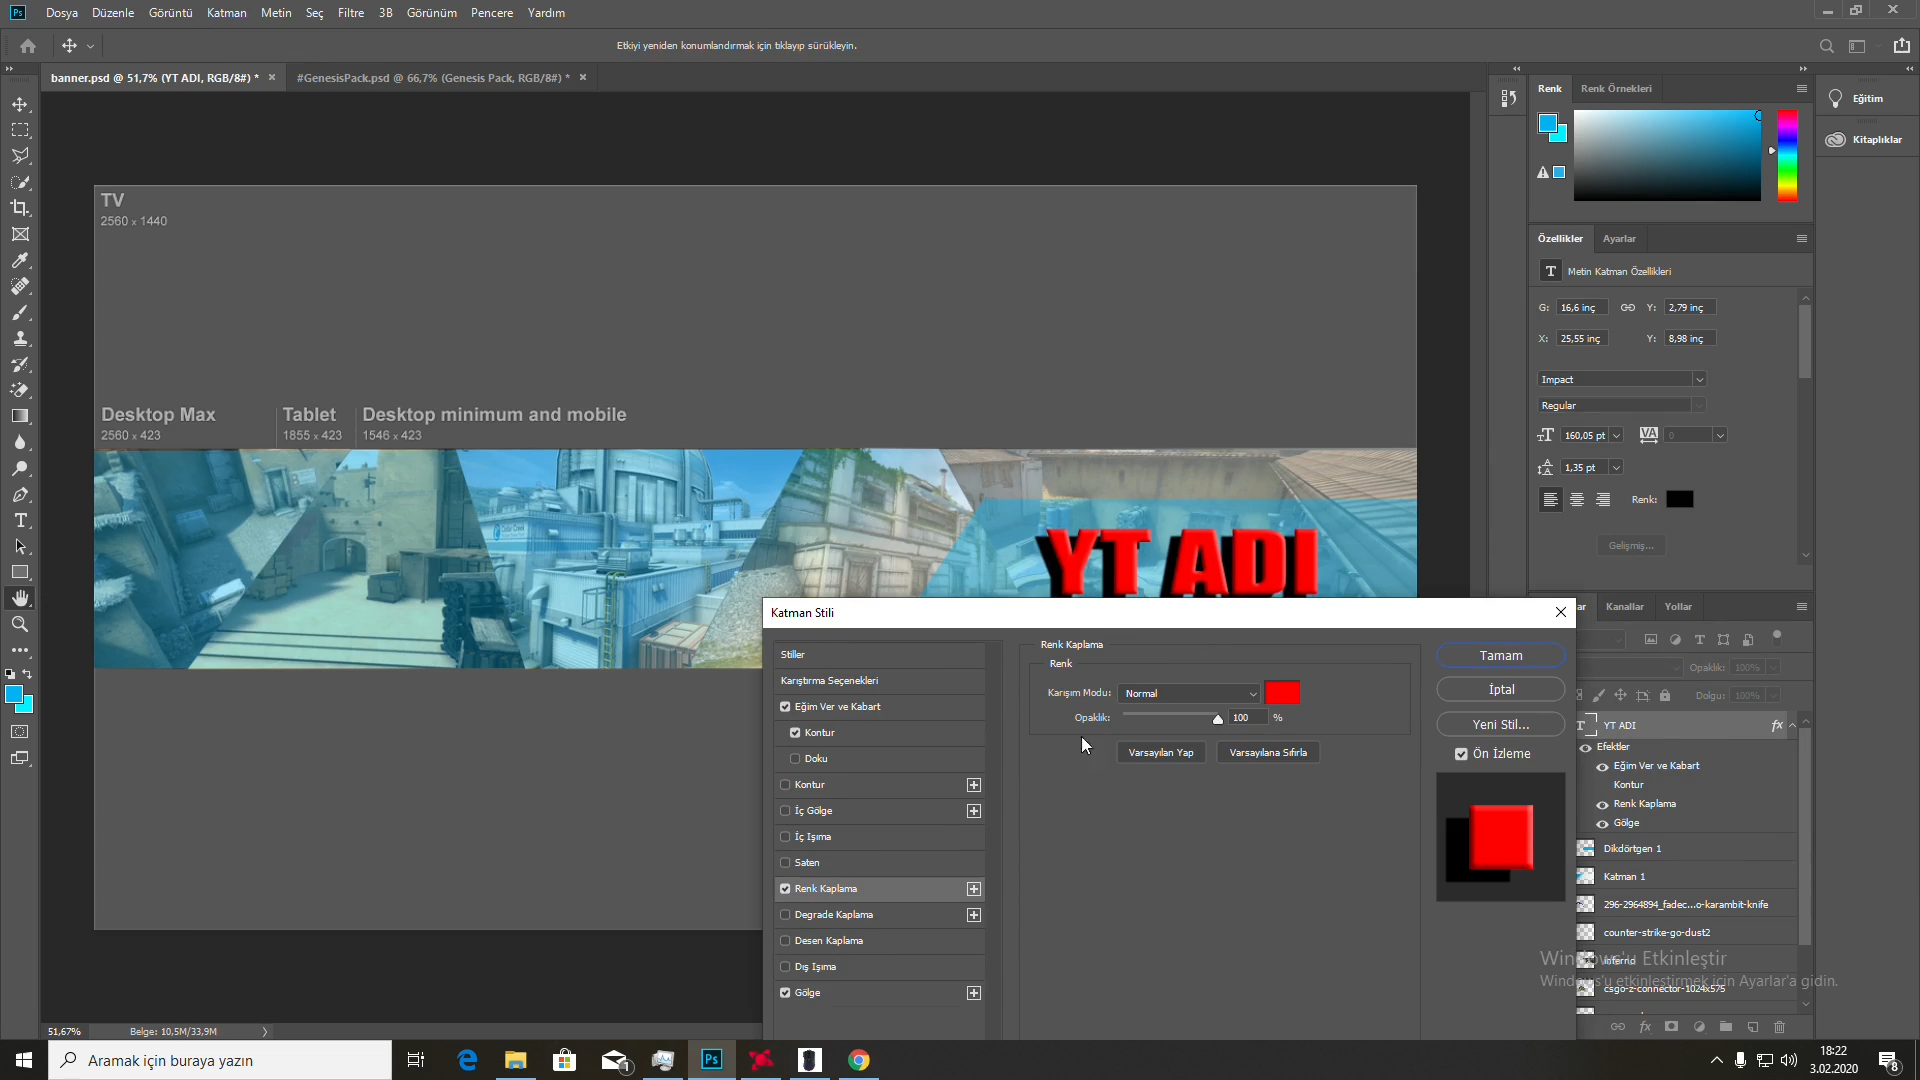 Ps Dosya Düzenle Görüntü Katman Metin Seç Filtre 3B Görünüm Pencere Yardım
Etkiyi yeniden konumlandırmak için tıklayıp sürükleyin.
banner.psd @ 51,7% (YT ADI, RGB/8#) *
#GenesisPack.psd @ 66,7% (Genesis Pack, RGB/8#) *
Renk Renk Örnekleri
Eğitim
Kitaplıklar
TV
2560 x 1440
Desktop Max
2560 x 423
Tablet
1855 x 423
Desktop minimum and mobile
1546 x 423
YT ADI
Özellikler Ayarlar
T Metin Katman Özellikleri
G: 16,6 inç Y: 2,79 inç
X: 25,55 inç Y: 8,98 inç
Impact
Regular
160,05 pt VA 0
1,35 pt
Renk:
Gelişmiş...
Katman Stili
Stiller
Karıştırma Seçenekleri
Eğim Ver ve Kabart
Kontur
Doku
Kontur
İç Gölge
İç Işıma
Saten
Renk Kaplama
Degrade Kaplama
Desen Kaplama
Dış Işıma
Gölge
Renk Kaplama
Renk
Karışım Modu: Normal
Opaklık: 100 %
Varsayılan Yap Varsayılana Sıfırla
Tamam
İptal
Yeni Stil...
Ön İzleme
Kanallar Yollar
Opaklık: 100%
Dolgu: 100%
YT ADI fx
Efektler
Eğim Ver ve Kabart
Kontur
Renk Kaplama
Gölge
Dikdörtgen 1
Katman 1
296-2964894_fadec...o-karambit-knife
counter-strike-go-dust2
inferno
csgo-z-connector-1024x575
Windows'u Etkinleştir
Windows'u etkinleştirmek için Ayarlar'a gidin.
51,67% Belge: 10,5M/33,9M
Aramak için buraya yazın
1
Ps
18:22
3.02.2020
8